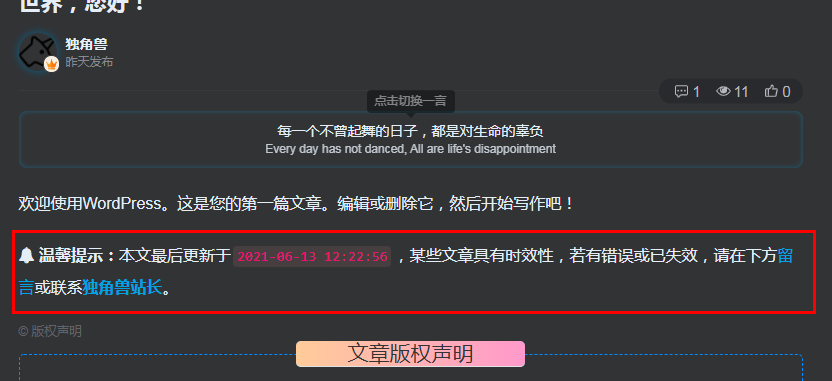 世界，您好！
独角兽
昨天发布
1 11 0
点击切换一言
每一个不曾起舞的日子，都是对生命的辜负
Every day has not danced, All are life's disappointment
欢迎使用WordPress。这是您的第一篇文章。编辑或删除它，然后开始写作吧！
温馨提示：本文最后更新于 2021-06-13 12:22:56 ，某些文章具有时效性，若有错误或已失效，请在下方留
言或联系独角兽站长。
© 版权声明
文章版权声明